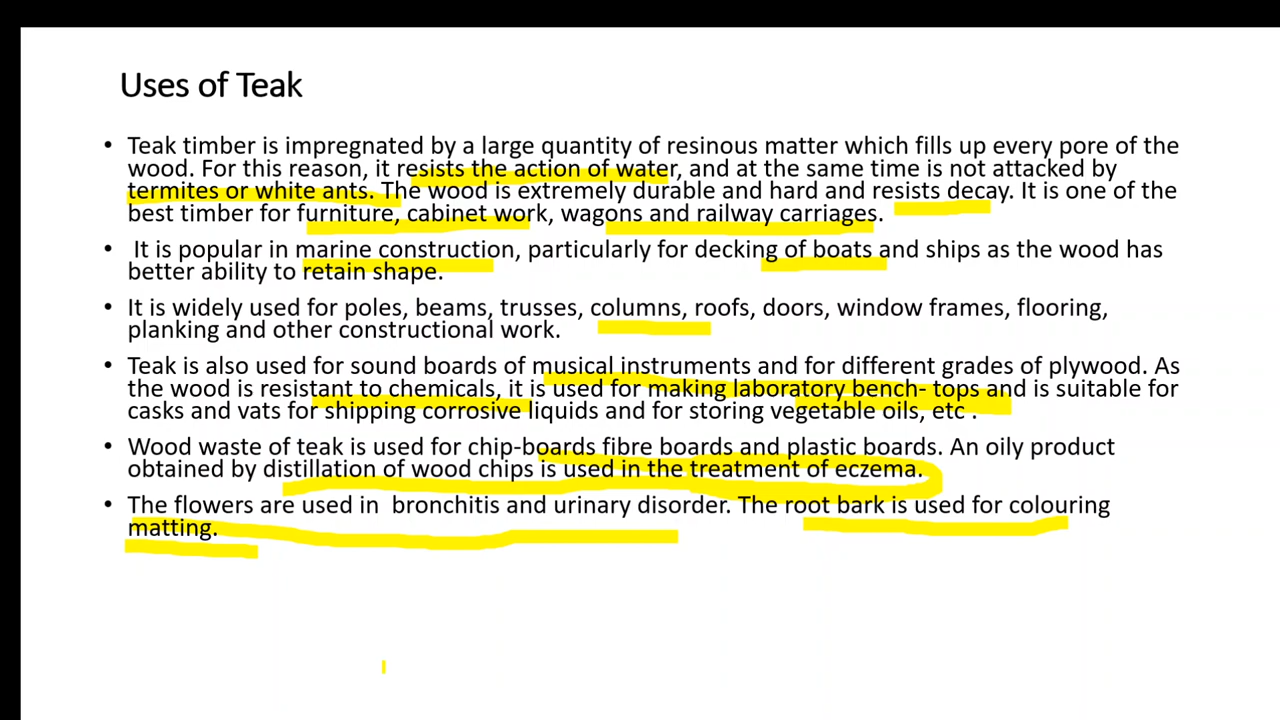 Uses of Teak
• Teak timber is impregnated by a large quantity of resinous matter which fills up every pore of the
wood. For this reason, it resists the action of water, and at the same time is not attacked by
termites or white ants. The wood is extremely durable and hard and resists decay. It is one of the
best timber for furniture, cabinet work, wagons and railway carriages.
• It is popular in marine construction, particularly for decking of boats and ships as the wood has
better ability to retain shape.
• It is widely used for poles, beams, trusses, columns, roofs, doors, window frames, flooring,
planking and other constructional work.
• Teak is also used for sound boards of musical instruments and for different grades of plywood. As
the wood is resistant to chemicals, it is used for making laboratory bench- tops and is suitable for
casks and vats for shipping corrosive liquids and for storing vegetable oils, etc .
• Wood waste of teak is used for chip-boards fibre boards and plastic boards. An oily product
obtained by distillation of wood chips is used in the treatment of eczema.
• The flowers are used in  bronchitis and urinary disorder. The root bark is used for colouring
matting.